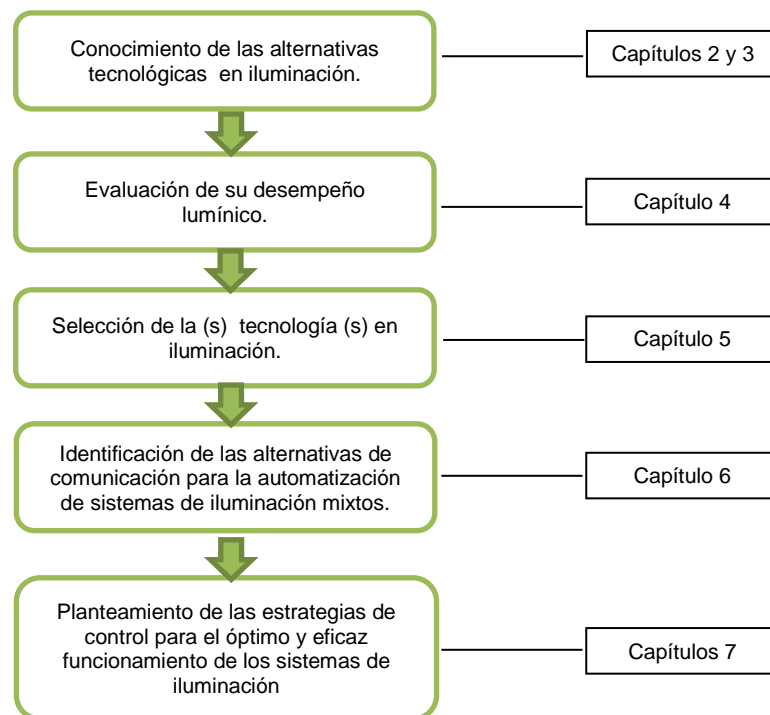 Conocimiento de las alternativas
tecnológicas en iluminación.
Capítulos 2 y 3
Evaluación de su desempeño
lumínico.
Capítulo 4
Selección de la (s) tecnología (s) en
iluminación.
Capítulo 5
Identificación de las alternativas de
comunicación para la automatización
de sistemas de iluminación mixtos.
Capítulo 6
Planteamiento de las estrategias de
control para el óptimo y eficaz
funcionamiento de los sistemas de
iluminación
Capítulos 7